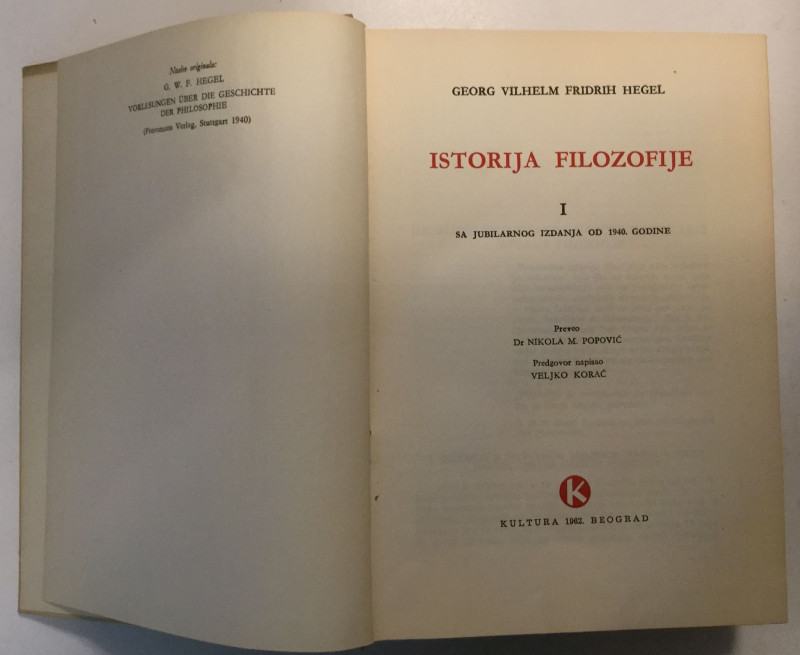 Naslov originala:
G. W. F. HEGEL
VORLESUNGEN ÜBER DIE GESCHICHTE
DER PHILOSOPHIE
(Frommann Verlag, Stuttgart 1940)
GEORG VILHELM FRIDRIH HEGEL
ISTORIJA FILOZOFIJE
I
SA JUBILARNOG IZDANJA OD 1940. GODINE
Preveo
Dr NIKOLA M. POPOVIĆ
Predgovor napisao
VELJKO KORAĆ
K
KULTURA 1962. BEOGRAD